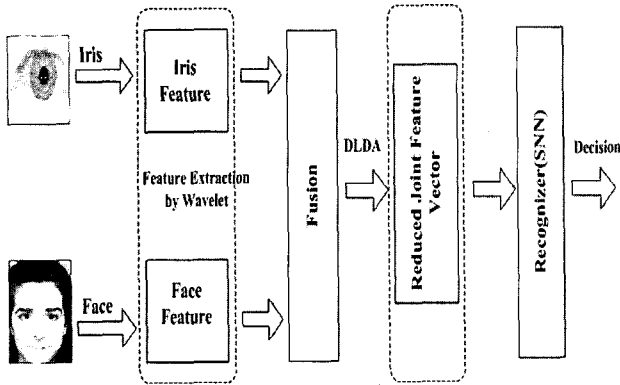 Iris
Iris
Feature
Feature Extraction
by Wavelet
Face
Face
Feature
Fusion
DLDA
Reduced Joint Feature
Vector
Recognizer(SNN)
Decision